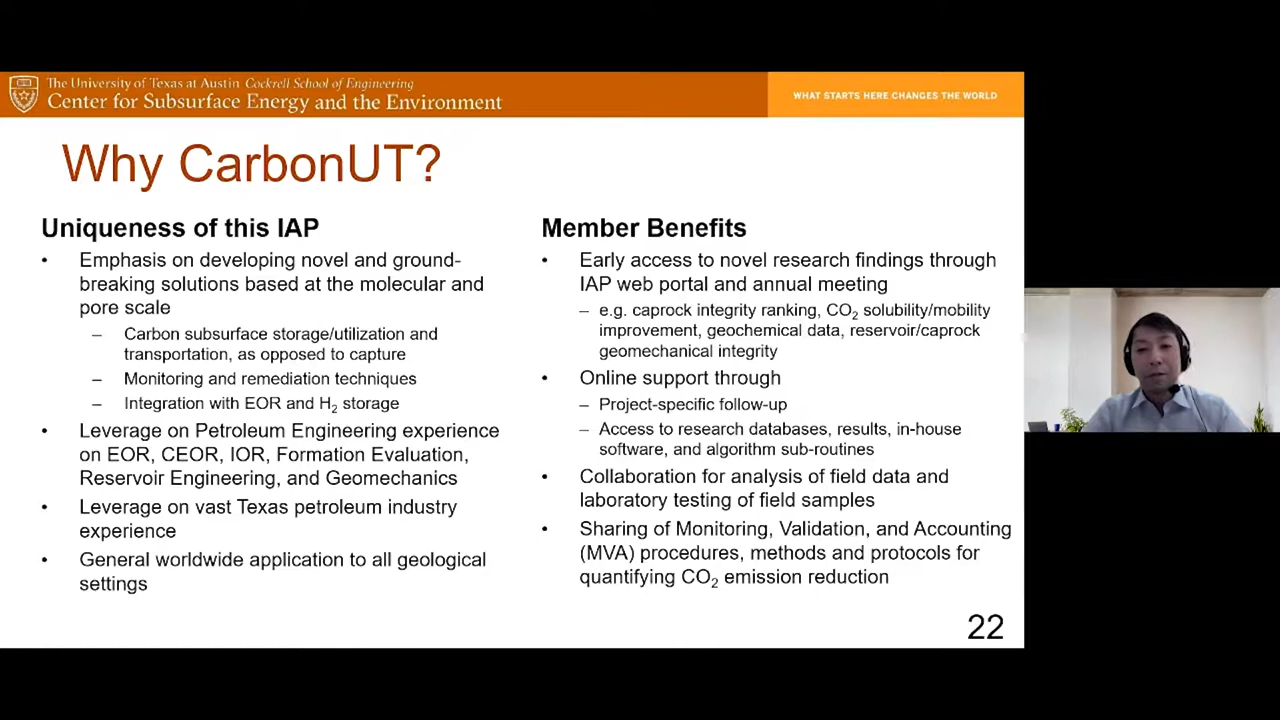 The University of Texas at Austin Cockrell School of Engineering
Center for Subsurface Energy and the Environment
WHAT STARTS HERE CHANGES THE WORLD
Why CarbonUT?
Uniqueness of this IAP
• Emphasis on developing novel and ground-
breaking solutions based at the molecular and
pore scale
– Carbon subsurface storage/utilization and
transportation, as opposed to capture
– Monitoring and remediation techniques
– Integration with EOR and H2 storage
• Leverage on Petroleum Engineering experience
on EOR, CEOR, IOR, Formation Evaluation,
Reservoir Engineering, and Geomechanics
• Leverage on vast Texas petroleum industry
experience
• General worldwide application to all geological
settings
Member Benefits
• Early access to novel research findings through
IAP web portal and annual meeting
– e.g. caprock integrity ranking, CO2 solubility/mobility
improvement, geochemical data, reservoir/caprock
geomechanical integrity
• Online support through
– Project-specific follow-up
– Access to research databases, results, in-house
software, and algorithm sub-routines
• Collaboration for analysis of field data and
laboratory testing of field samples
• Sharing of Monitoring, Validation, and Accounting
(MVA) procedures, methods and protocols for
quantifying CO2 emission reduction
22